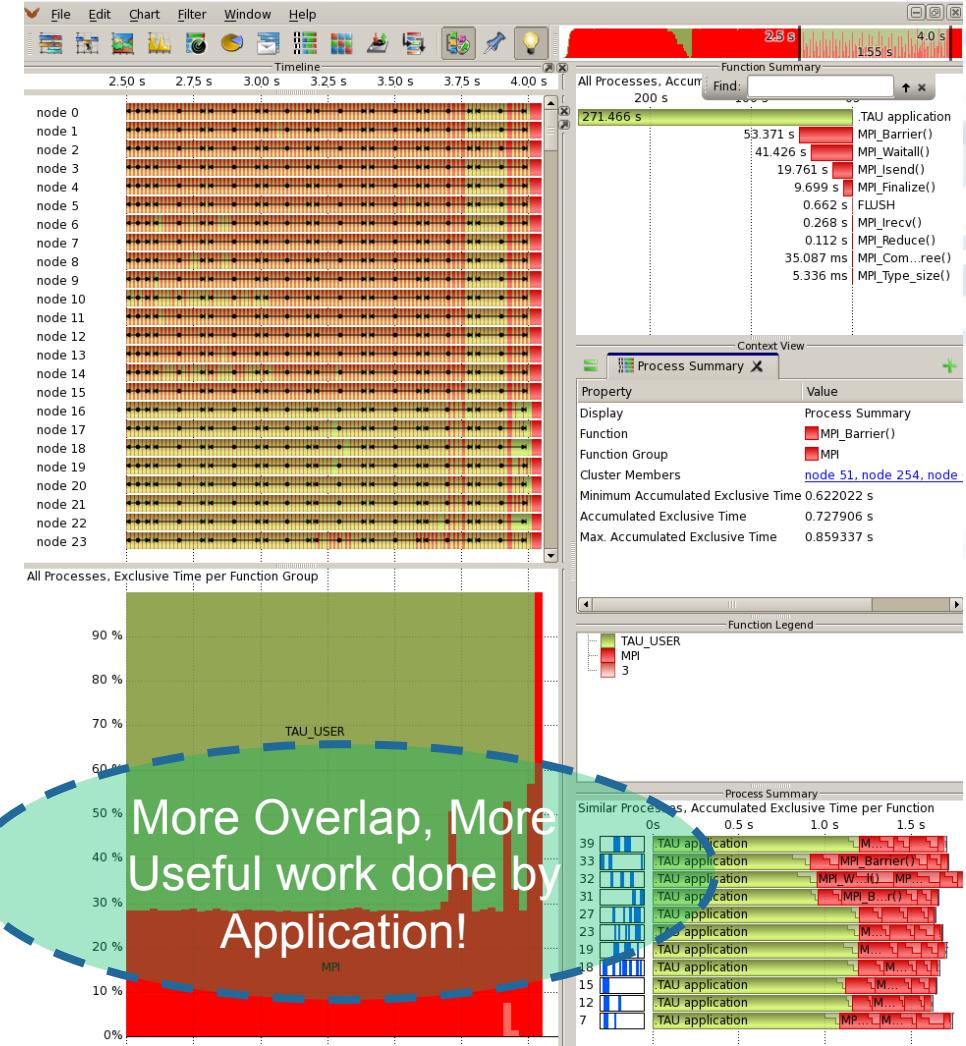 File Edit Chart Filter Window Help
2.5 s 4.0 s
1.55 s
Timeline
2.50 s 2.75 s 3.00 s 3.25 s 3.50 s 3.75 s 4.00 s
node 0
node 1
node 2
node 3
node 4
node 5
node 6
node 7
node 8
node 9
node 10
node 11
node 12
node 13
node 14
node 15
node 16
node 17
node 18
node 19
node 20
node 21
node 22
node 23
All Processes, Exclusive Time per Function Group
90 %
80 %
70 %
TAU_USER
60 %
50 %
40 %
30 %
20 %
MPI
10 %
0%
More Overlap, More
Useful work done by
Application!
Function Summary
All Processes, Accum
Find:
200 s
271.466 s .TAU application
53.371 s MPI_Barrier()
41.426 s MPI_Waitall()
19.761 s MPI_Isend()
9.699 s MPI_Finalize()
0.662 s FLUSH
0.268 s MPI_Irecv()
0.112 s MPI_Reduce()
35.087 ms MPI_Com...ree()
5.336 ms MPI_Type_size()
Context View
Process Summary
Property Value
Display Process Summary
Function MPI_Barrier()
Function Group MPI
Cluster Members node 51, node 254, node
Minimum Accumulated Exclusive Time 0.622022 s
Accumulated Exclusive Time 0.727906 s
Max. Accumulated Exclusive Time 0.859337 s
Function Legend
TAU_USER
MPI
3
Process Summary
Similar Processes, Accumulated Exclusive Time per Function
0s 0.5 s 1.0 s 1.5 s
39 .TAU application M...
33 .TAU application MPI_Barrier()
32 .TAU application MPI_W...l() MP...
31 .TAU application MPI_B...r()
27 .TAU application
23 .TAU application M...
19 .TAU application M...
18 .TAU application M...
15 .TAU application M...
12 .TAU application M...
7 .TAU application MP... M...